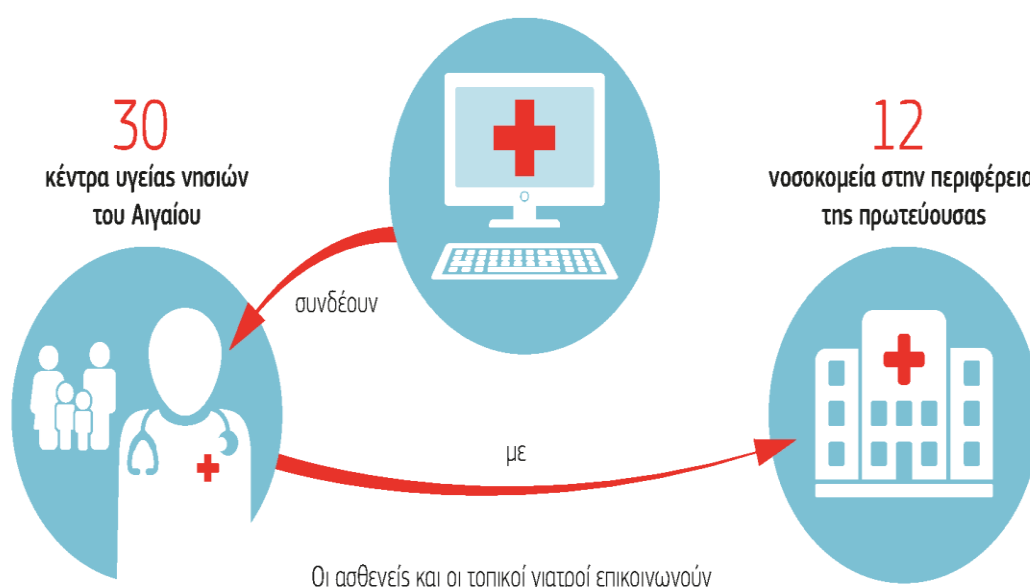 30
κέντρα υγείας νησιών
του Αιγαίου
12
νοσοκομεία στην περιφέρεια
της πρωτεύουσας
συνδέουν
με
Οι ασθενείς και οι τοπικοί γιατροί επικοινωνούν